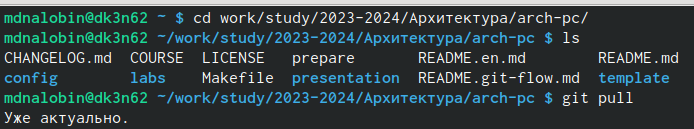 mdnalobin@dk3n62 ~ $ cd work/study/2023-2024/Архитектура/arch-pc/
mdnalobin@dk3n62 ~/work/study/2023-2024/Архитектура/arch-pc $ ls
CHANGELOG.md  COURSE  LICENSE   prepare       README.en.md        README.md
config        labs    Makefile  presentation  README.git-flow.md  template
mdnalobin@dk3n62 ~/work/study/2023-2024/Архитектура/arch-pc $ git pull
Уже актуально.